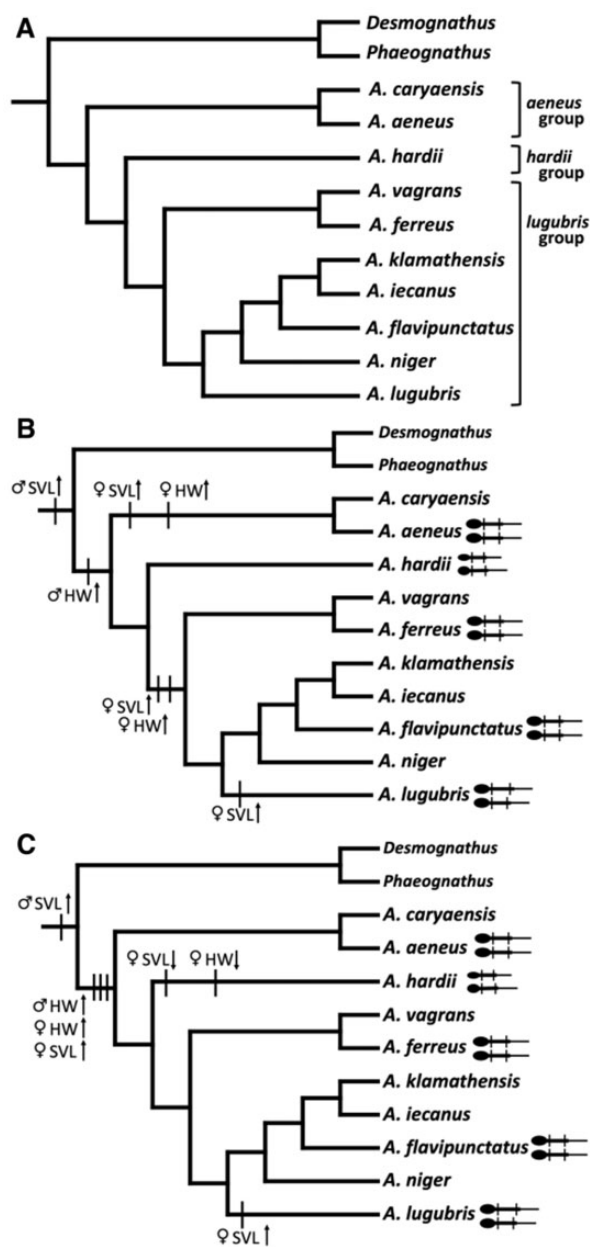 A
Desmognathus
Phaeognathus
A. caryaensis
A. aeneus
aeneus
group
A. hardii
hardii
group
A. vagrans
A. ferreus
lugubris
group
A. klamathensis
A. iecanus
A. flavipunctatus
A. niger
A. lugubris
B
Desmognathus
Phaeognathus
♂ SVL↑
♀ SVL↑ ♀ HW↑
A. caryaensis
A. aeneus
♂ HW↑
A. hardii
A. vagrans
A. ferreus
♀ SVL↑
♀ HW↑
A. klamathensis
A. iecanus
A. flavipunctatus
A. niger
A. lugubris
♀ SVL↑
C
Desmognathus
Phaeognathus
♂ SVL↑
A. caryaensis
A. aeneus
♀ SVL↓ ♀ HW↓
A. hardii
♂ HW↑
♀ HW↑
♀ SVL↑
A. vagrans
A. ferreus
A. klamathensis
A. iecanus
A. flavipunctatus
A. niger
A. lugubris
♀ SVL↑